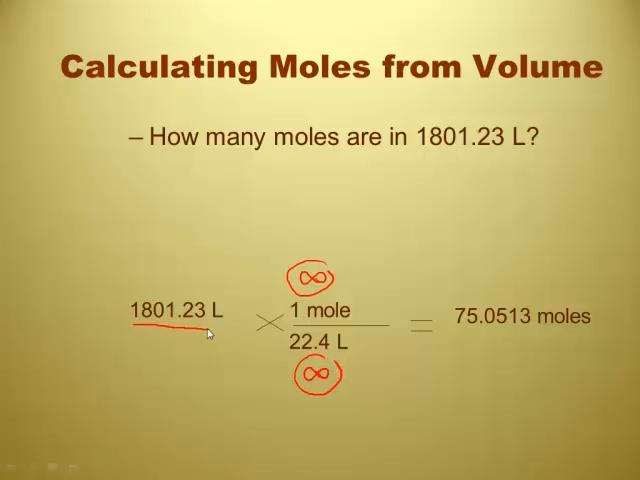 Calculating Moles from Volume
– How many moles are in 1801.23 L?
∞
1801.23 L × 1 mole = 75.0513 moles
22.4 L
∞